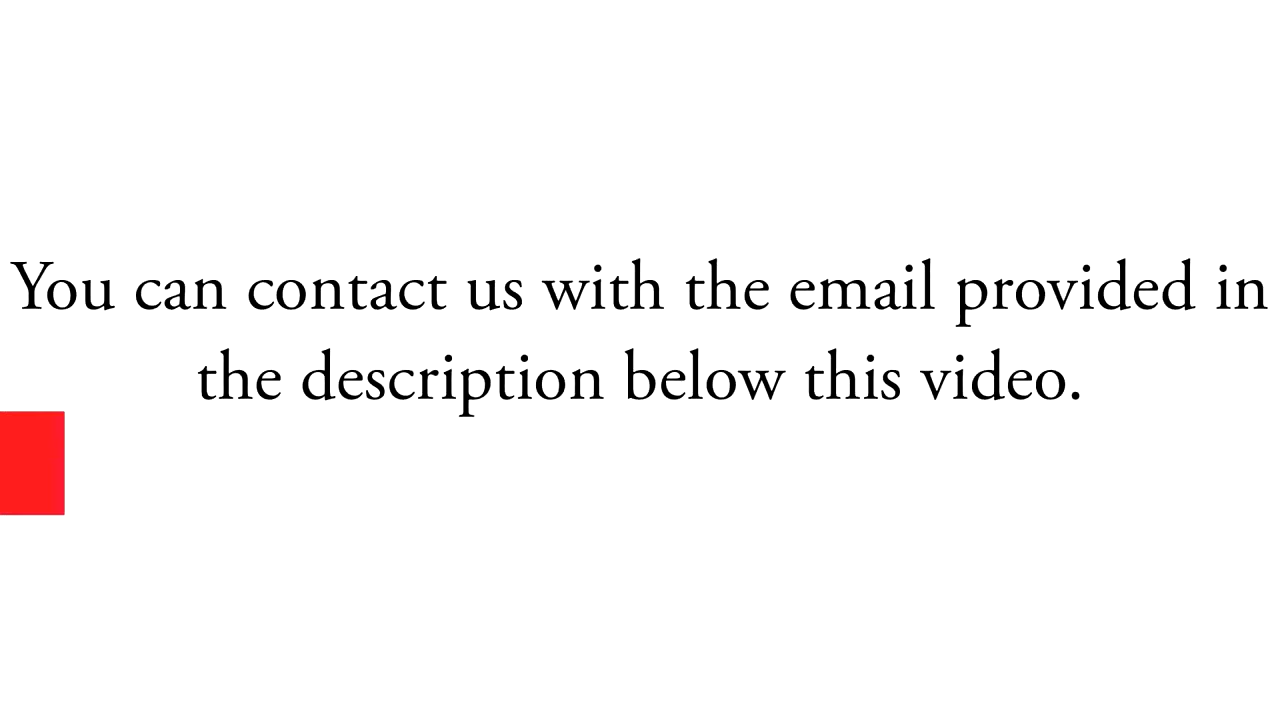 You can contact us with the email provided in
the description below this video.